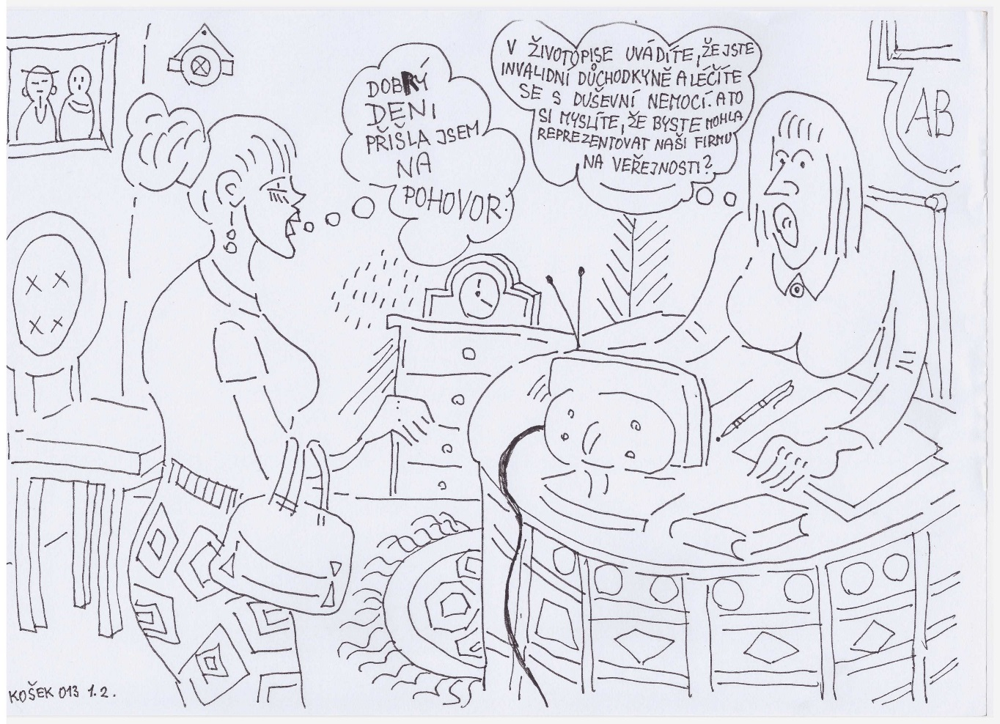 DOBRÝ
DENI
PŘIŠLA JSEM
NA
POHOVOR.
V ŽIVOTOPISE UVÁDÍTE, ŽE JSTE
INVALIDNÍ DŮCHODKYNĚ A LÉČÍTE
SE S DUŠEVNÍ NEMOCÍ. A TO
SI MYSLÍTE, ŽE BYSTE MOHLA
REPREZENTOVAT NAŠI FIRMU
NA VEŘEJNOSTI?
AB
KOŠEK 013 1.2.